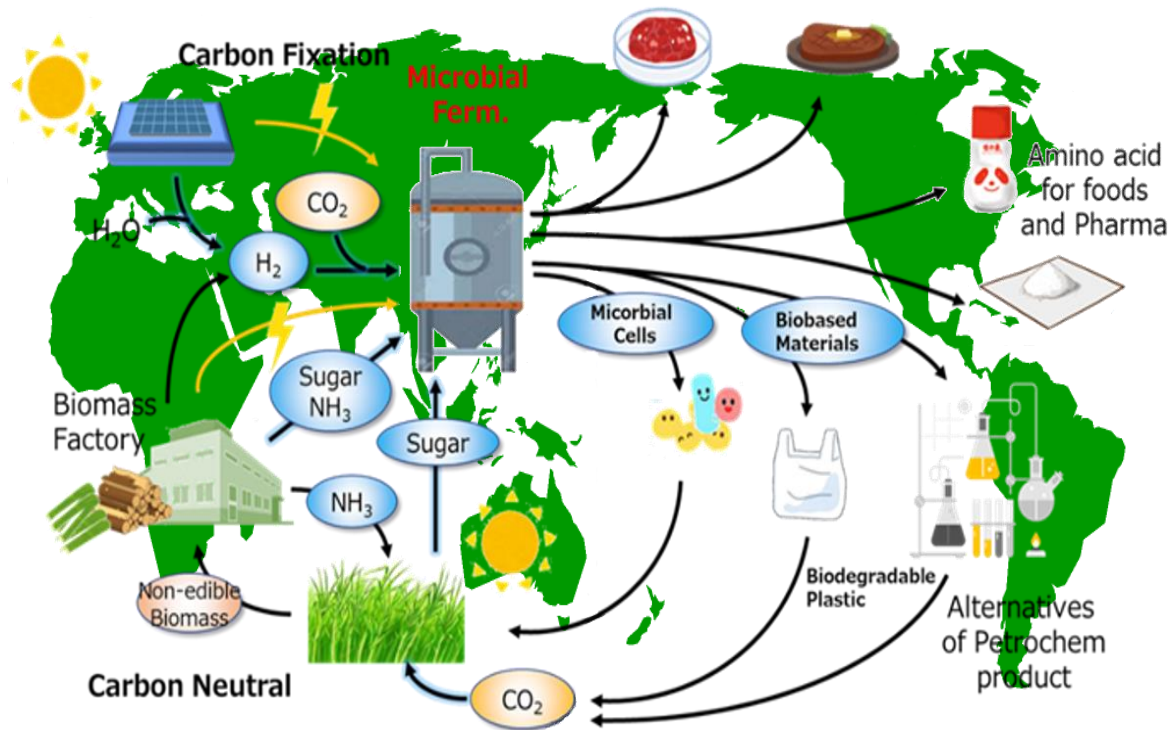 Carbon Fixation
Microbial
Ferm.
CO2
H2O
H2
Amino acid
for foods
and Pharma
Micorbial
Cells
Biobased
Materials
Sugar
NH3
Biomass
Factory
Sugar
NH3
Non-edible
Biomass
Biodegradable
Plastic
Alternatives
of Petrochem
product
Carbon Neutral
CO2